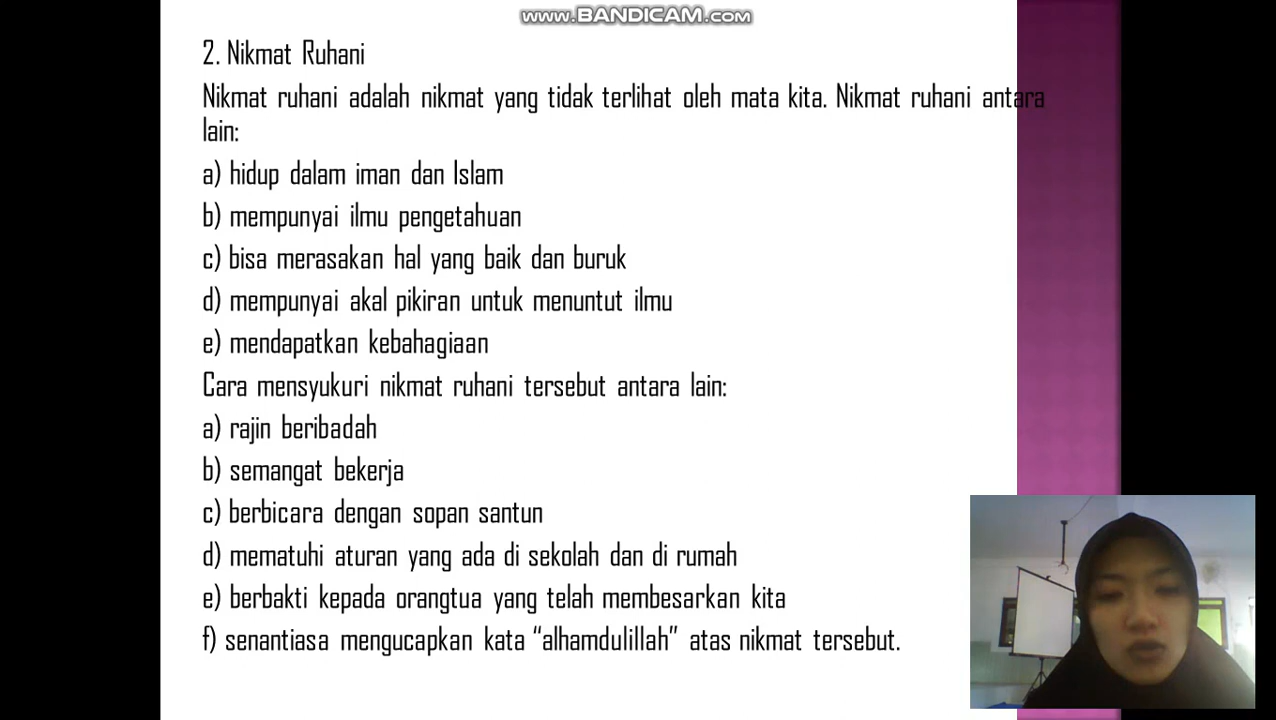 www.BANDICAM.com
2. Nikmat Ruhani
Nikmat ruhani adalah nikmat yang tidak terlihat oleh mata kita. Nikmat ruhani antara
lain:
a) hidup dalam iman dan Islam
b) mempunyai ilmu pengetahuan
c) bisa merasakan hal yang baik dan buruk
d) mempunyai akal pikiran untuk menuntut ilmu
e) mendapatkan kebahagiaan
Cara mensyukuri nikmat ruhani tersebut antara lain:
a) rajin beribadah
b) semangat bekerja
c) berbicara dengan sopan santun
d) mematuhi aturan yang ada di sekolah dan di rumah
e) berbakti kepada orangtua yang telah membesarkan kita
f) senantiasa mengucapkan kata “alhamdulillah” atas nikmat tersebut.